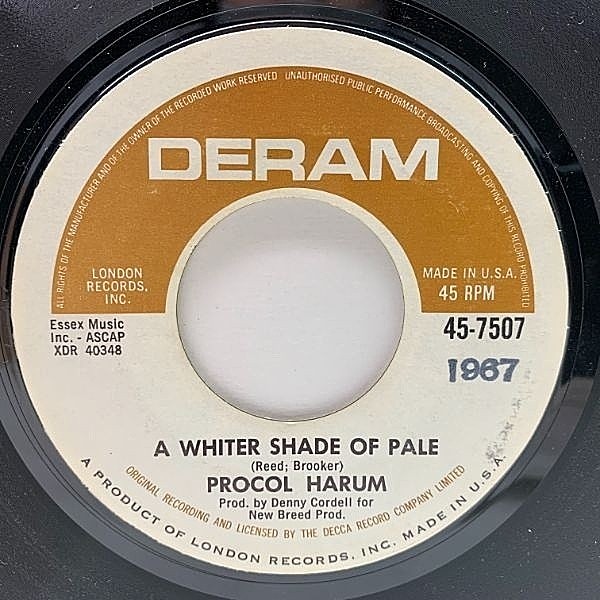 ALL RIGHTS OF THE MANUFACTURER AND OF THE OWNER OF THE RECORDED WORK RESERVED UNAUTHORISED PUBLIC PERFORMANCE BROADCASTING AND COPYING OF THIS RECORD PROHIBITED
DERAM
LONDON
RECORDS,
INC.
MADE IN U.S.A.
45 RPM
Essex Music
Inc. - ASCAP
XDR 40348
45-7507
1967
A WHITER SHADE OF PALE
(Reed; Brooker)
PROCOL HARUM
Prod. by Denny Cordell for
New Breed Prod.
ORIGINAL RECORDING AND LICENSED BY THE DECCA RECORD COMPANY LIMITED
A PRODUCT OF LONDON RECORDS, INC. MADE IN U.S.A.